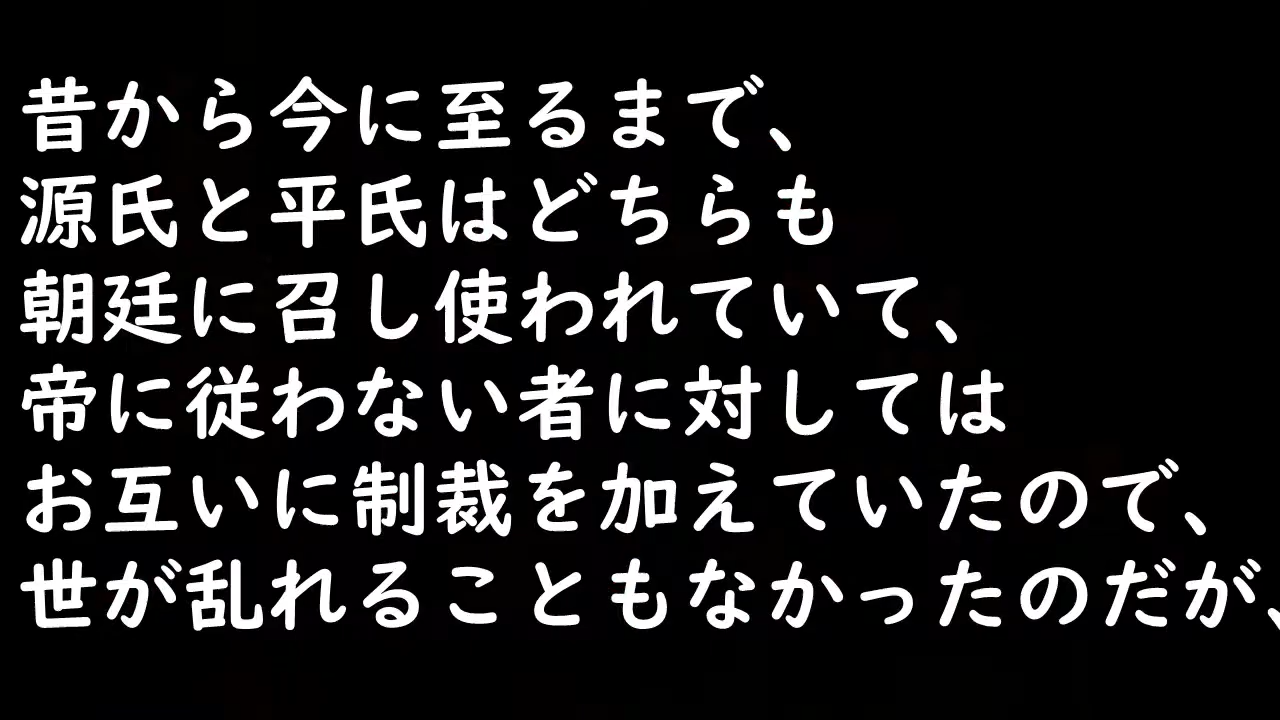 昔から今に至るまで、
源氏と平氏はどちらも
朝廷に召し使われていて、
帝に従わない者に対しては
お互いに制裁を加えていたので、
世が乱れることもなかったのだが、